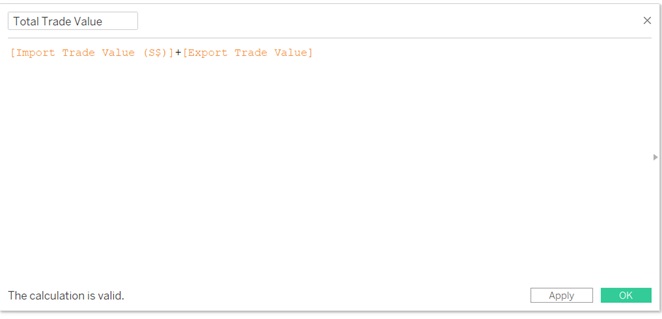 Total Trade Value
[Import Trade Value (S$)]+[Export Trade Value]
The calculation is valid.
Apply
OK